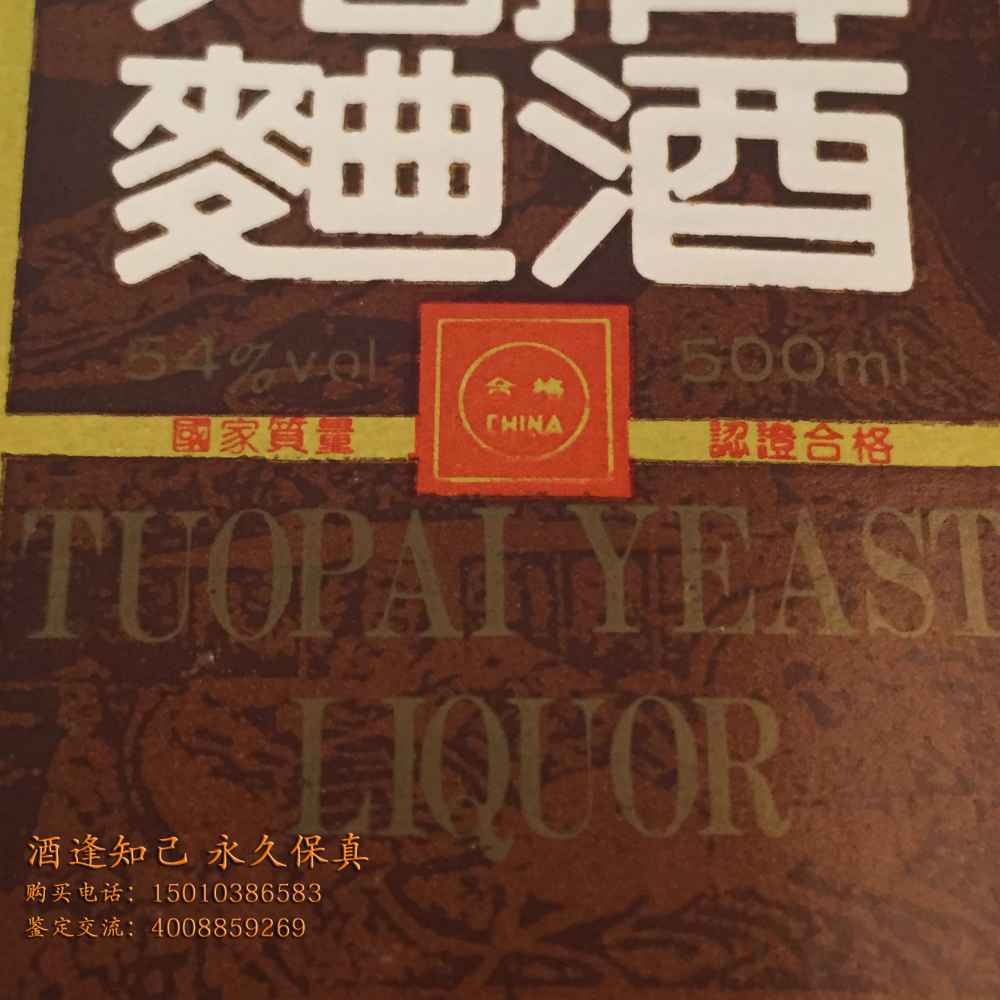 麯酒
54%vol 500ml
CHINA
國家質量 認證合格
TUOPAI YEAST
LIQUOR
酒逢知己 永久保真
购买电话：15010386583
鉴定交流：4008859269